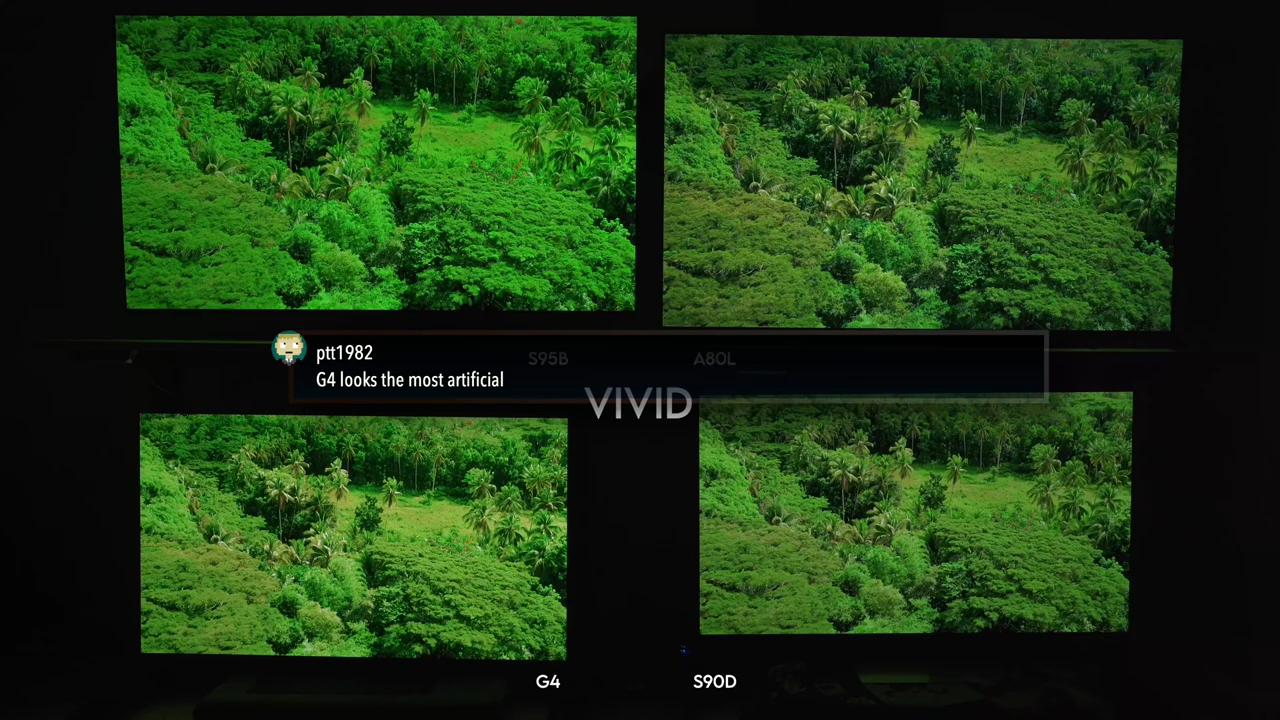 ptt1982
G4 looks the most artificial
S95B
A80L
VIVID
G4
S90D